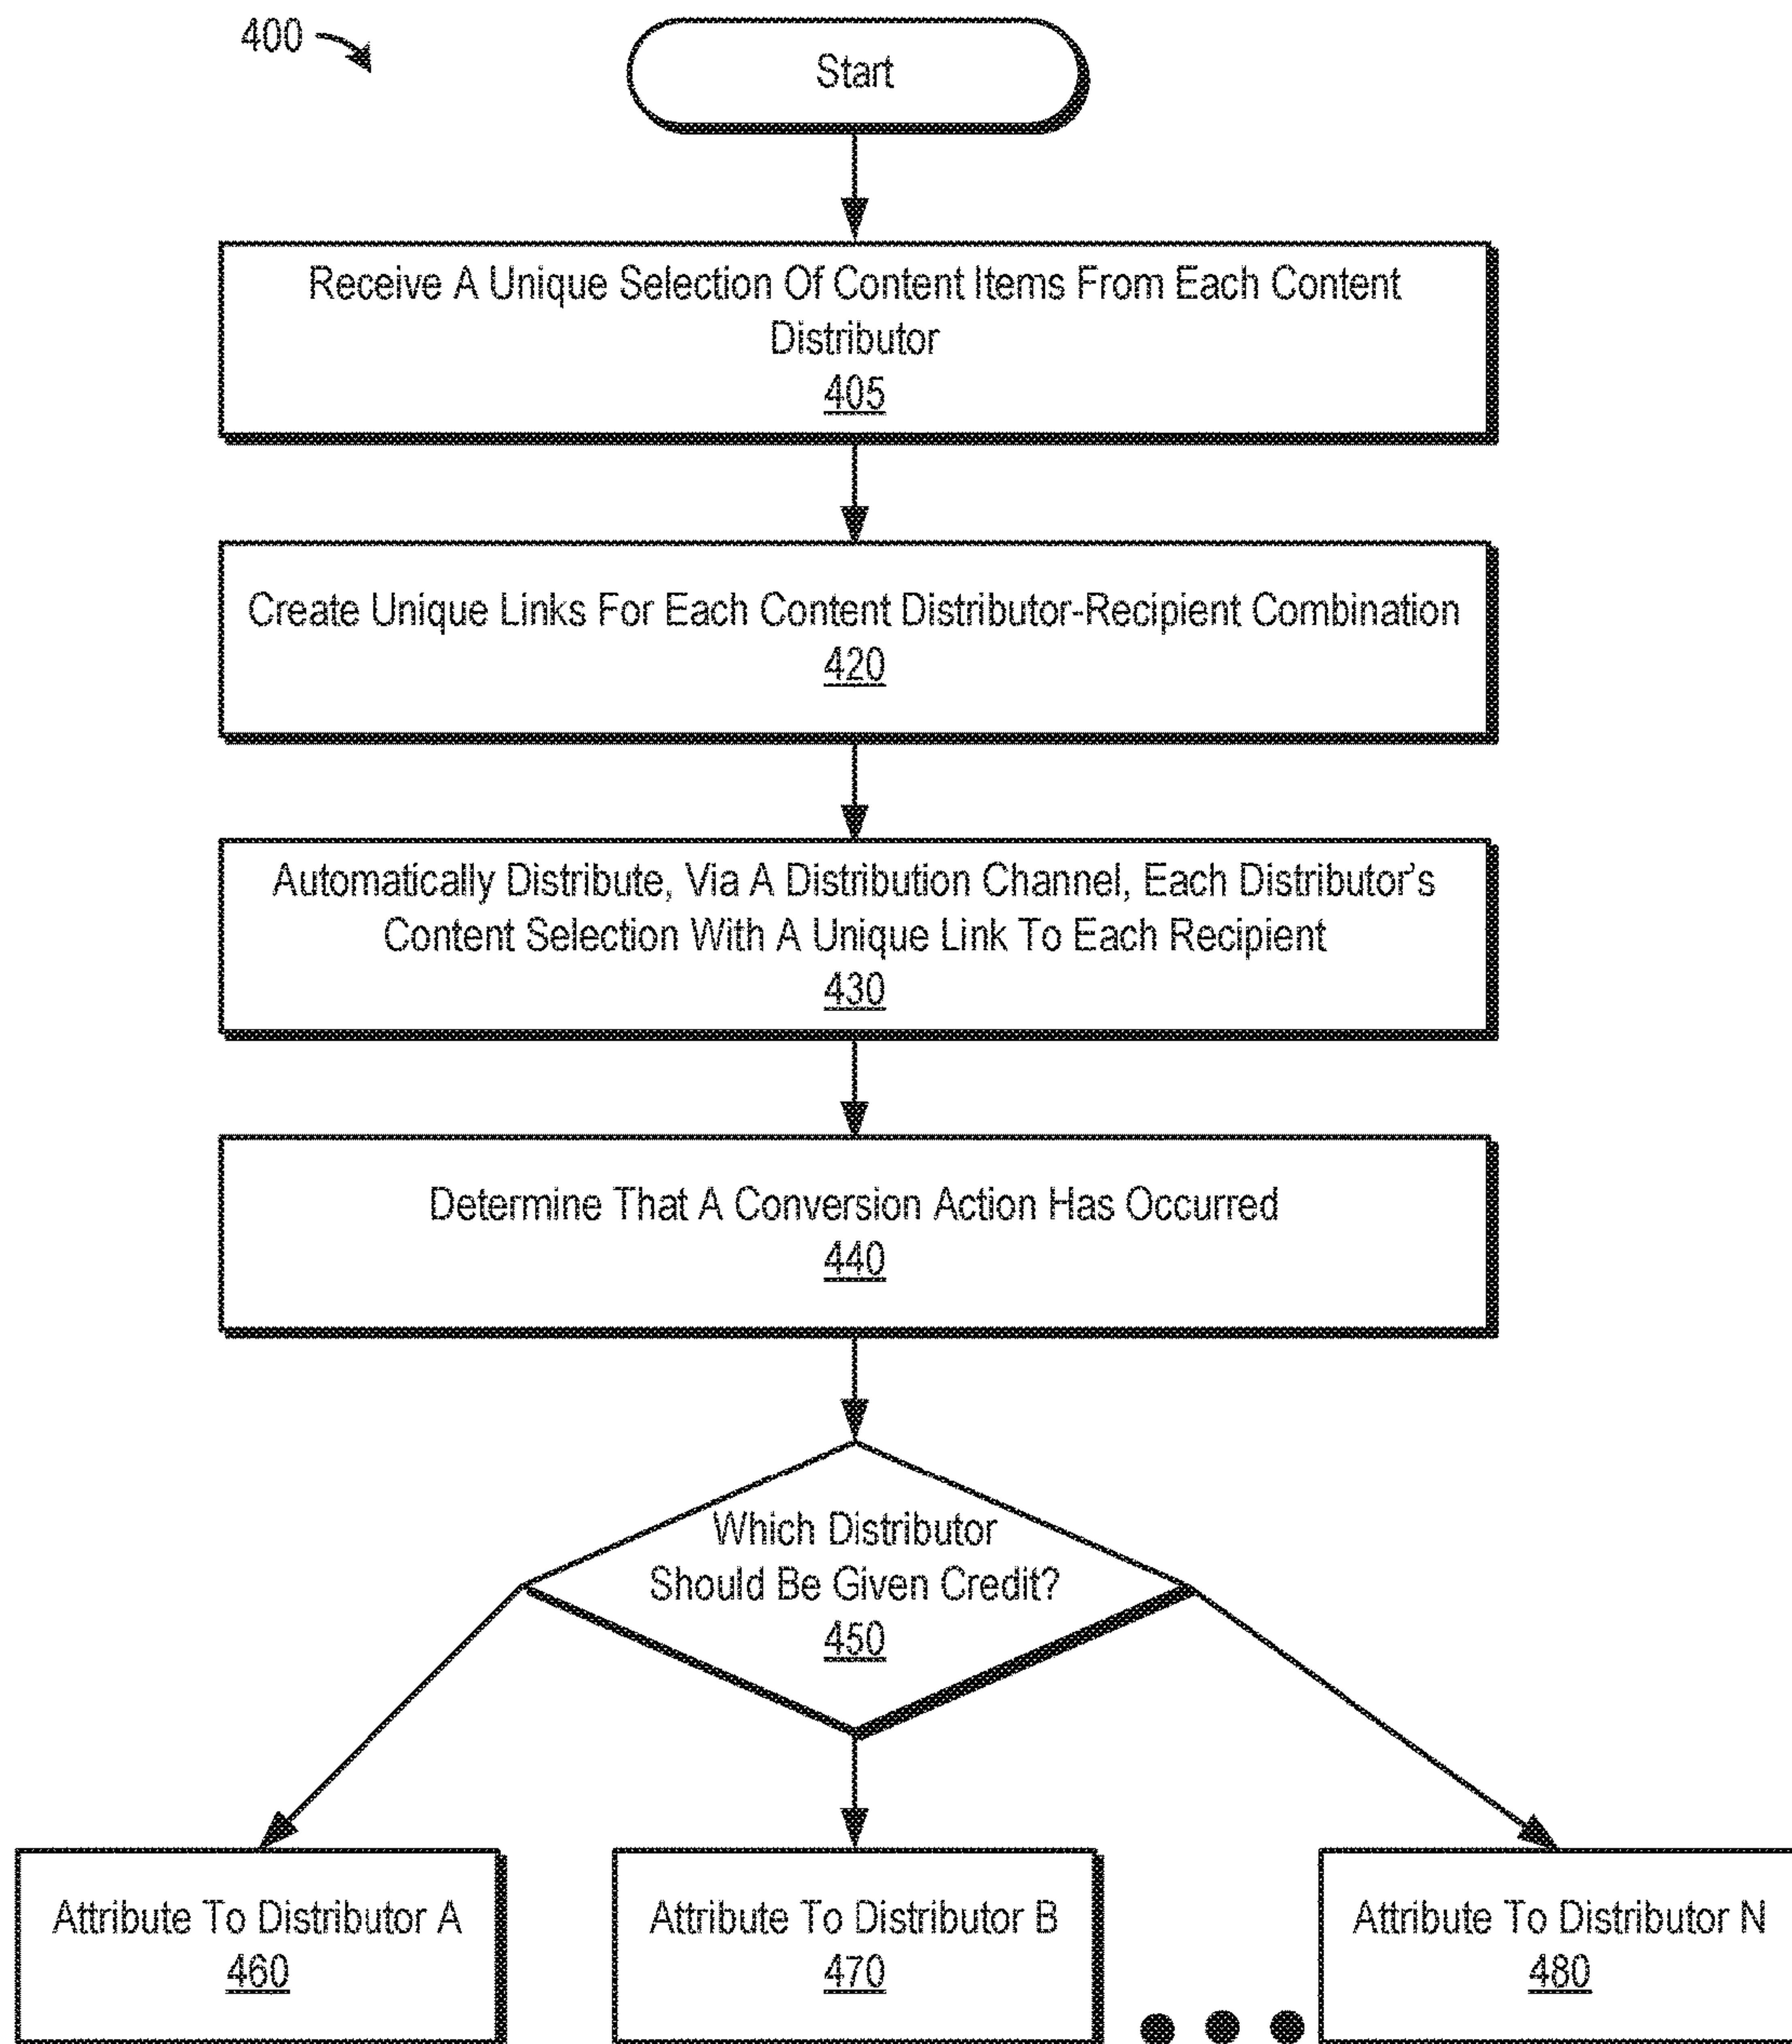 400
Start
Receive A Unique Selection Of Content Items From Each Content
Distributor
405
Create Unique Links For Each Content Distributor-Recipient Combination
420
Automatically Distribute, Via A Distribution Channel, Each Distributor's
Content Selection With A Unique Link To Each Recipient
430
Determine That A Conversion Action Has Occurred
440
Which Distributor
Should Be Given Credit?
450
Attribute To Distributor A
460
Attribute To Distributor B
470
Attribute To Distributor N
480